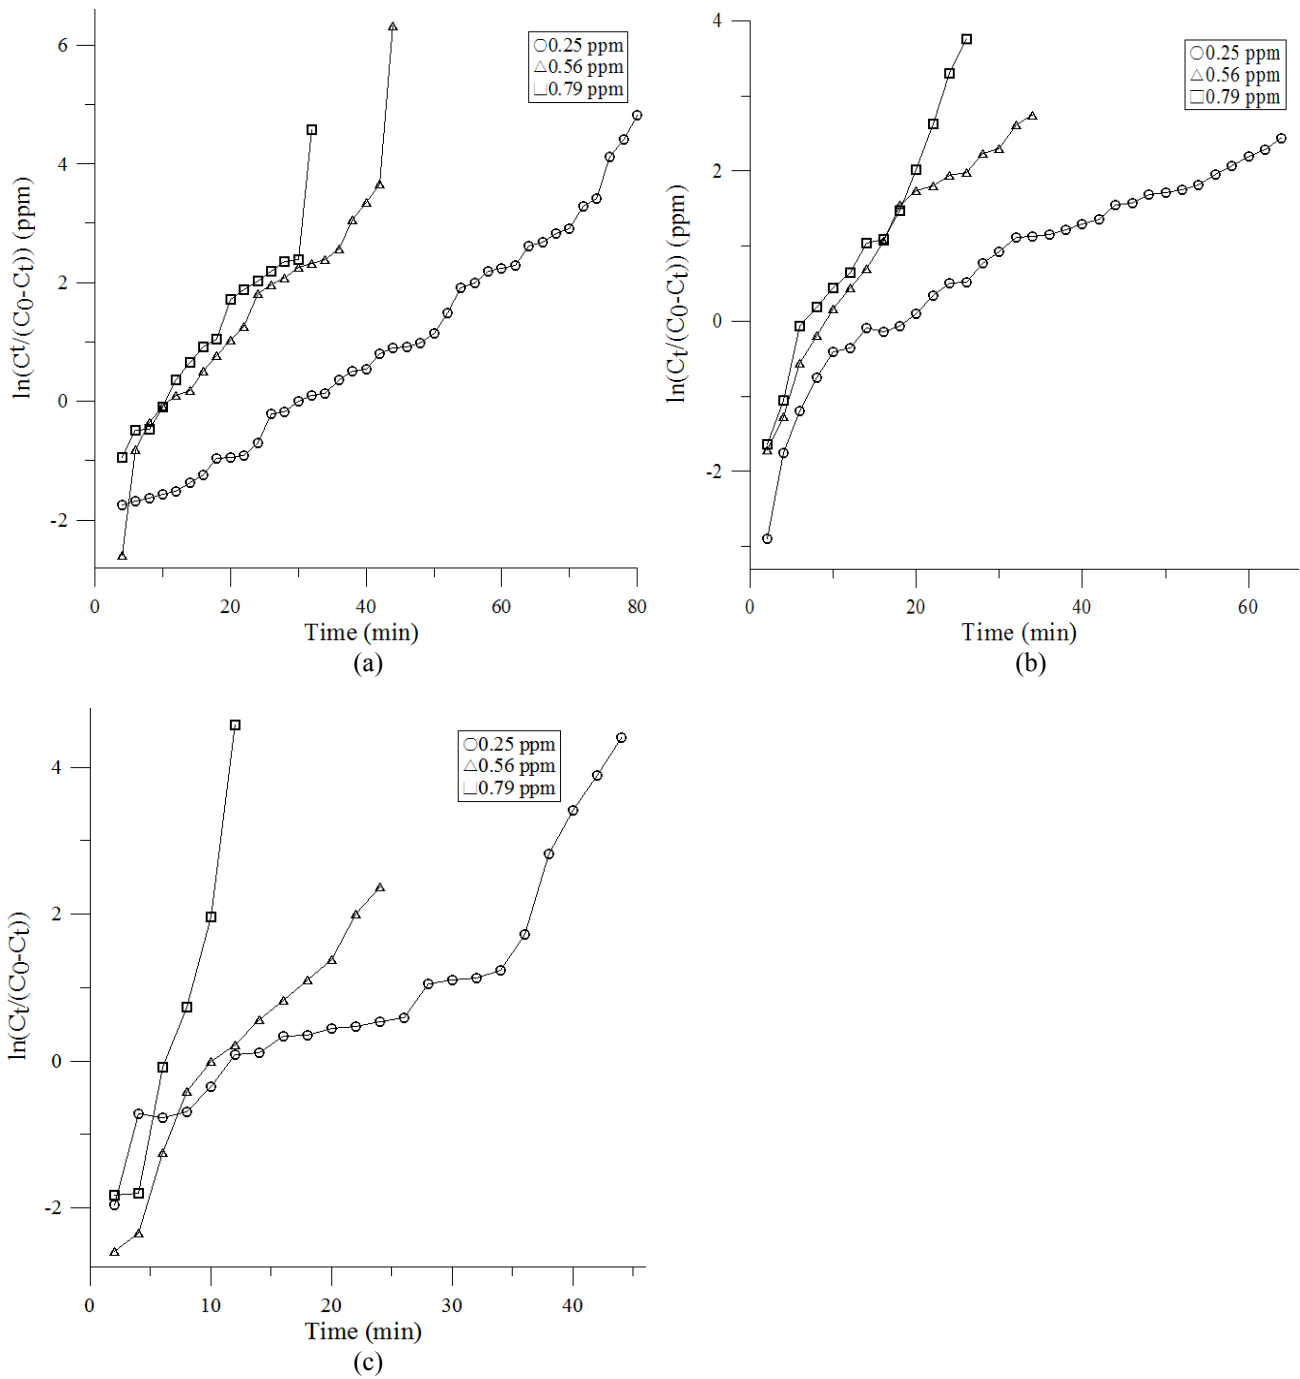 6
4
2
0
-2
ln(Ct/(C0-Ct)) (ppm)
0.25 ppm
0.56 ppm
0.79 ppm
0 20 40 60 80
Time (min)
(a)
4
2
0
-2
ln(Ct/(C0-Ct)) (ppm)
0.25 ppm
0.56 ppm
0.79 ppm
0 20 40 60
Time (min)
(b)
4
2
0
-2
ln(Ct/(C0-Ct))
0.25 ppm
0.56 ppm
0.79 ppm
0 10 20 30 40
Time (min)
(c)